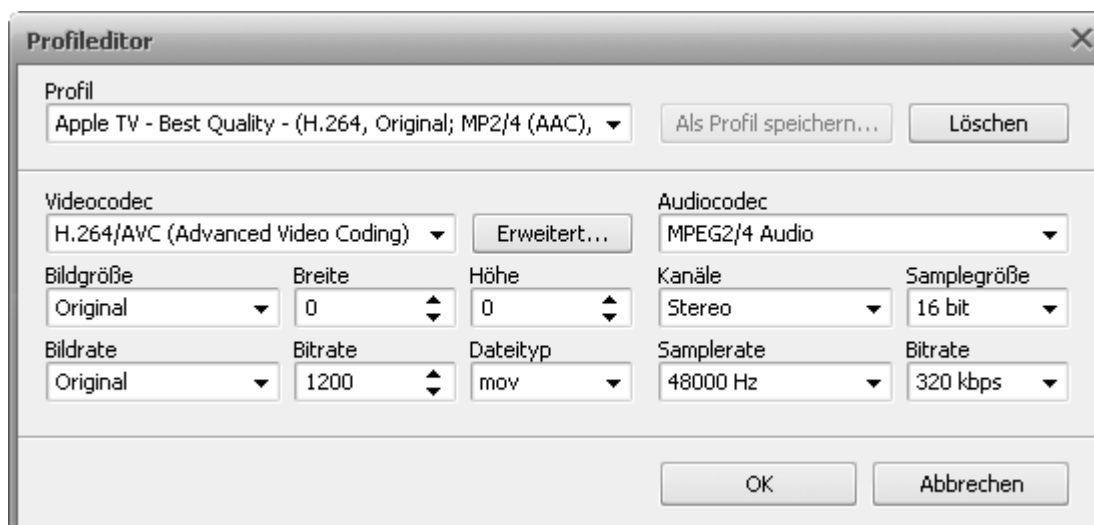 Profileditor
Profil
Apple TV - Best Quality - (H.264, Original; MP2/4 (AAC), Als Profil speichern... Löschen
Videocodec Audiocodec
H.264/AVC (Advanced Video Coding) Erweitert... MPEG2/4 Audio
Bildgröße Breite Höhe Kanäle Samplegröße
Original 0 0 Stereo 16 bit
Bildrate Bitrate Dateityp Samplerate Bitrate
Original 1200 mov 48000 Hz 320 kbps
OK Abbrechen